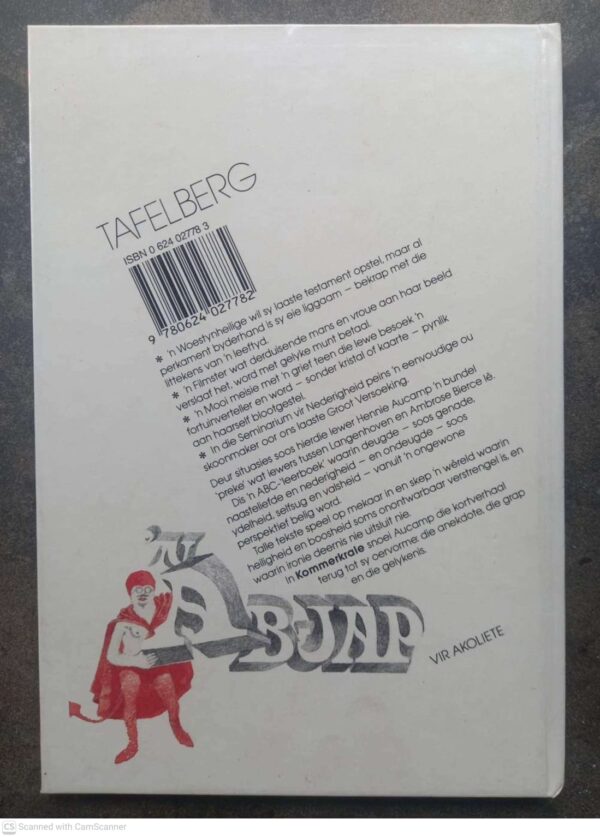 TAFELBERG
ISBN 0 624 02778 3
9 780624 027782
* 'n Woestynheilige wil sy laaste testament opstel, maar al
perkament byderhand is sy eie liggaam – bekrap met die
littekens van 'n leeftyd.
* 'n Filmster wat derduisende mans en vroue aan haar beeld
verslaaf het, word met gelyke munt betaal.
* 'n Mooi meisie met 'n grief teen die lewe besoek 'n
fortuinverteller en word – sonder kristal of kaarte – pynlik
aan haarself blootgestel.
* In die Seminarium vir Nederigheid peins 'n eenvoudige ou
skoonmaker oor ons laaste Groot Versoeking.
Deur situasies soos hierdie lewer Hennie Aucamp 'n bundel
'preke' wat iewers tussen Langenhoven en Ambrose Bierce lê.
Dis 'n ABC-'leerboek' waarin deugde – soos genade,
naasteliefde en nederigheid – en ondeugde – soos
ydelheid, selfsug en valsheid – vanuit 'n ongewone
perspektief belig word.
Talle tekste speel op mekaar in en skep 'n wêreld waarin
heiligheid en boosheid soms onontwarbaar verstrengel is, en
waarin ironie deernis nie uitsluit nie.
In Kommerkrale snoei Aucamp die kortverhaal
terug tot sy oervorme: die anekdote, die grap
en die gelykenis.
'N
AB-JAP
VIR AKOLIETE
CS Scanned with CamScanner